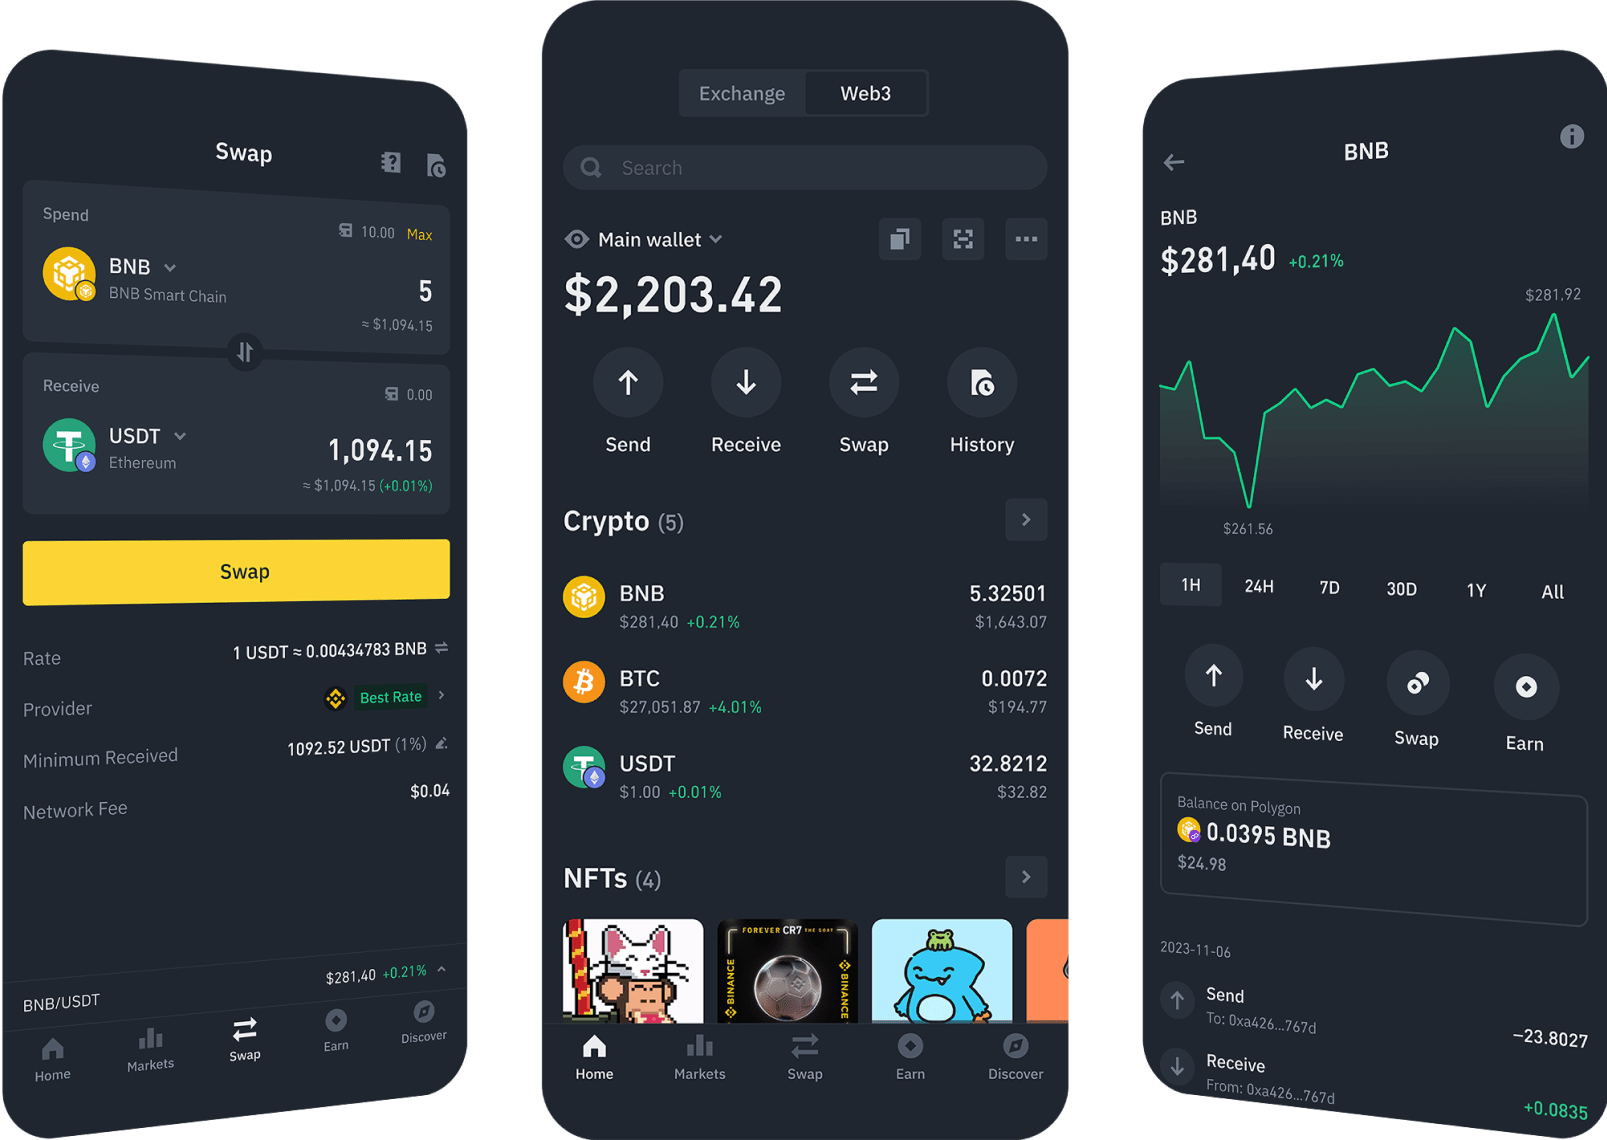 Swap
Spend
10.00 Max
BNB
BNB Smart Chain
5
≈ $1,094.15
Receive
0.00
USDT
Ethereum
1,094.15
≈ $1,094.15 (+0.01%)
Swap
Rate
1 USDT ≈ 0.00434783 BNB
Provider
Best Rate
Minimum Received
1092.52 USDT (1%)
Network Fee
$0.04
BNB/USDT
$281,40 +0.21%
Home
Markets
Swap
Earn
Discover
Exchange
Web3
Search
Main wallet
$2,203.42
Send
Receive
Swap
History
Crypto (5)
BNB
5.32501
$281,40 +0.21%
$1,643.07
BTC
0.0072
$27,051.87 +4.01%
$194.77
USDT
32.8212
$1.00 +0.01%
$32.82
NFTs (4)
FOREVER CR7 THE GOAT
BINANCE
BINANCE
Home
Markets
Swap
Earn
Discover
BNB
BNB
$281,40 +0.21%
$281,92
$261.56
1H
24H
7D
30D
1Y
All
Send
Receive
Swap
Earn
Balance on Polygon
0.0395 BNB
$24.98
2023-11-06
Send
To: 0xa426...767d
−23.8027
Receive
From: 0xa426...767d
+0.0835